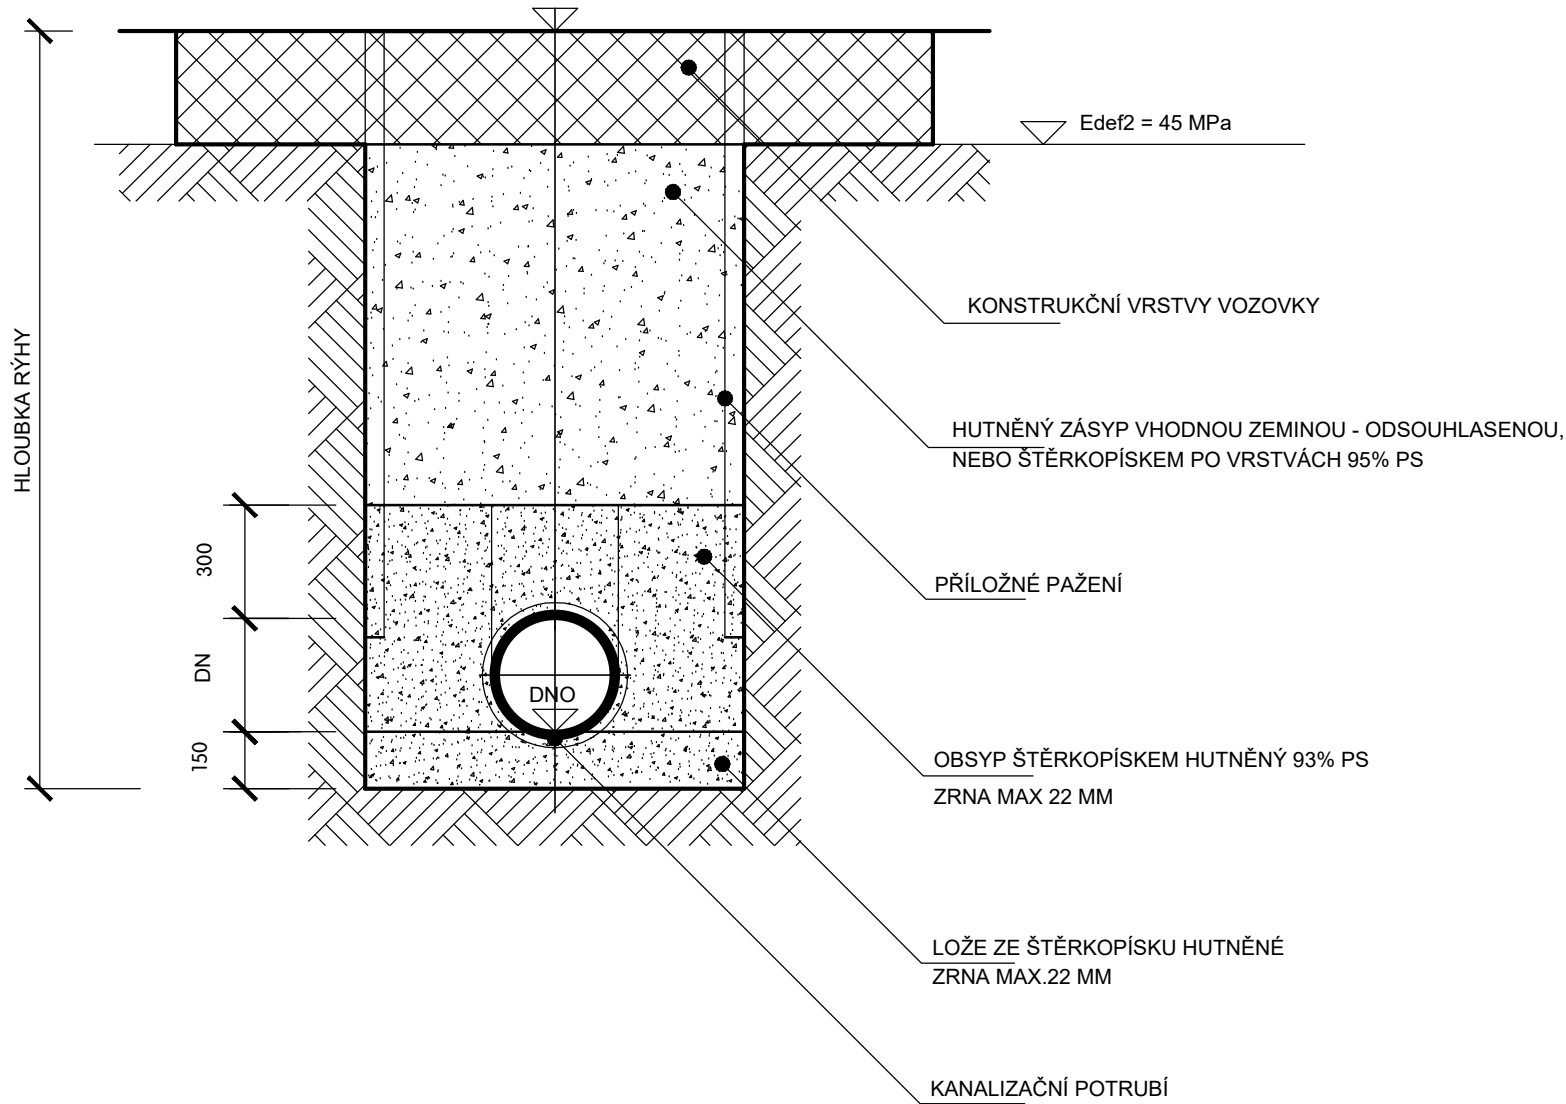 Edef2 = 45 MPa
KONSTRUKČNÍ VRSTVY VOZOVKY
HLOUBKA RÝHY
HUTNĚNÝ ZÁSYP VHODNOU ZEMINOU - ODSOUHLASENOU,
NEBO ŠTĚRKOPÍSKEM PO VRSTVÁCH 95% PS
300
PŘÍLOŽNÉ PAŽENÍ
DN
DNO
150
OBSYP ŠTĚRKOPÍSKEM HUTNĚNÝ 93% PS
ZRNA MAX 22 MM
LOŽE ZE ŠTĚRKOPÍSKU HUTNĚNÉ
ZRNA MAX.22 MM
KANALIZAČNÍ POTRUBÍ